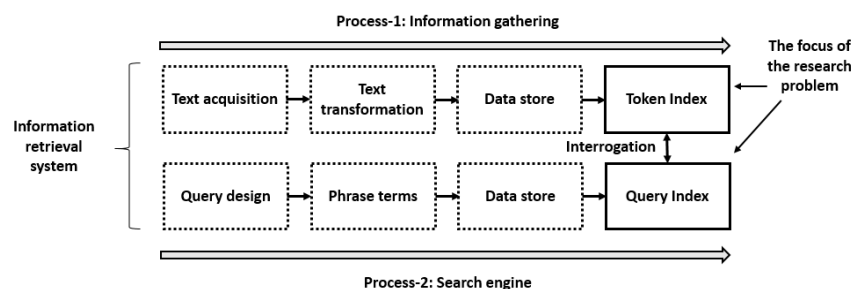 Process-1: Information gathering
The focus of
the research
problem
Text acquisition
Text
transformation
Data store
Token Index
Information
retrieval
system
Interrogation
Query design
Phrase terms
Data store
Query Index
Process-2: Search engine